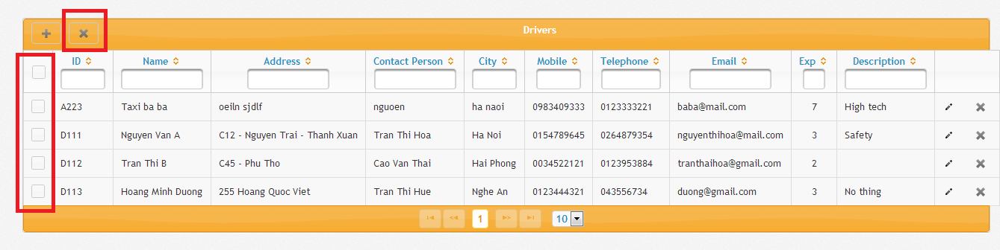 Drivers
ID Name Address Contact Person City Mobile Telephone Email Exp Description
A223 Taxi ba ba oeiln sjdlf nguoen ha naoi 0983409333 0123333221 baba@mail.com 7 High tech
D111 Nguyen Van A C12 - Nguyen Trai - Thanh Xuan Tran Thi Hoa Ha Noi 0154789645 0264879354 nguyenthihoa@mail.com 3 Safety
D112 Tran Thi B C45 - Phu Tho Cao Van Thai Hai Phong 0034522121 0123953884 tranthaihoa@gmail.com 2
D113 Hoang Minh Duong 255 Hoang Quoc Viet Tran Thi Hue Nghe An 0123444321 043556734 duong@gmail.com 3 No thing
1 10